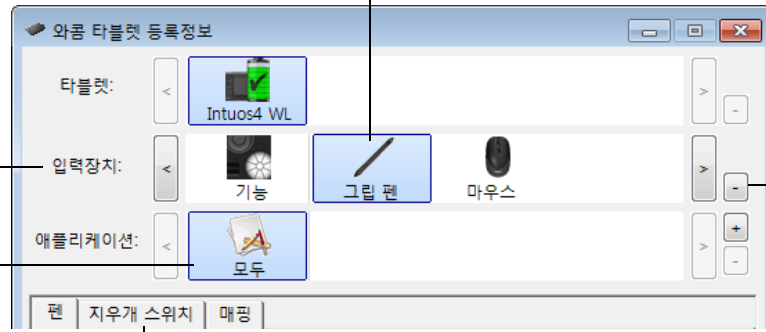 와콤 타블렛 등록정보
타블렛:
Intuos4 WL
입력장치:
기능
그립 펜
마우스
애플리케이션:
모두
펜
지우개 스위치
매핑